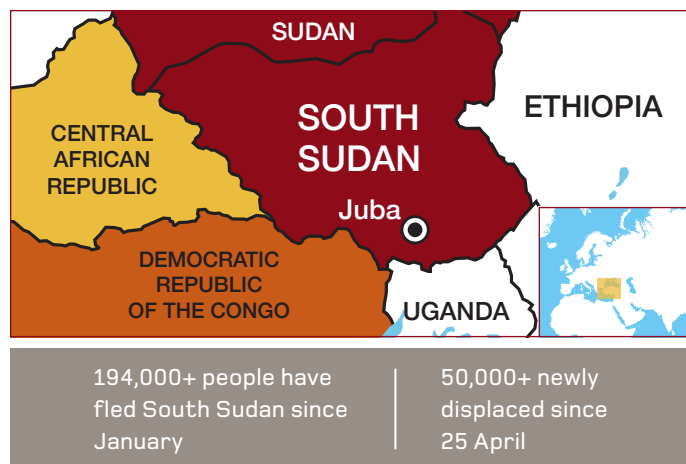 SUDAN
SOUTH
SUDAN
ETHIOPIA
CENTRAL
AFRICAN
REPUBLIC
Juba
DEMOCRATIC
REPUBLIC
OF THE CONGO
UGANDA
194,000+ people have
fled South Sudan since
January
50,000+ newly
displaced since
25 April